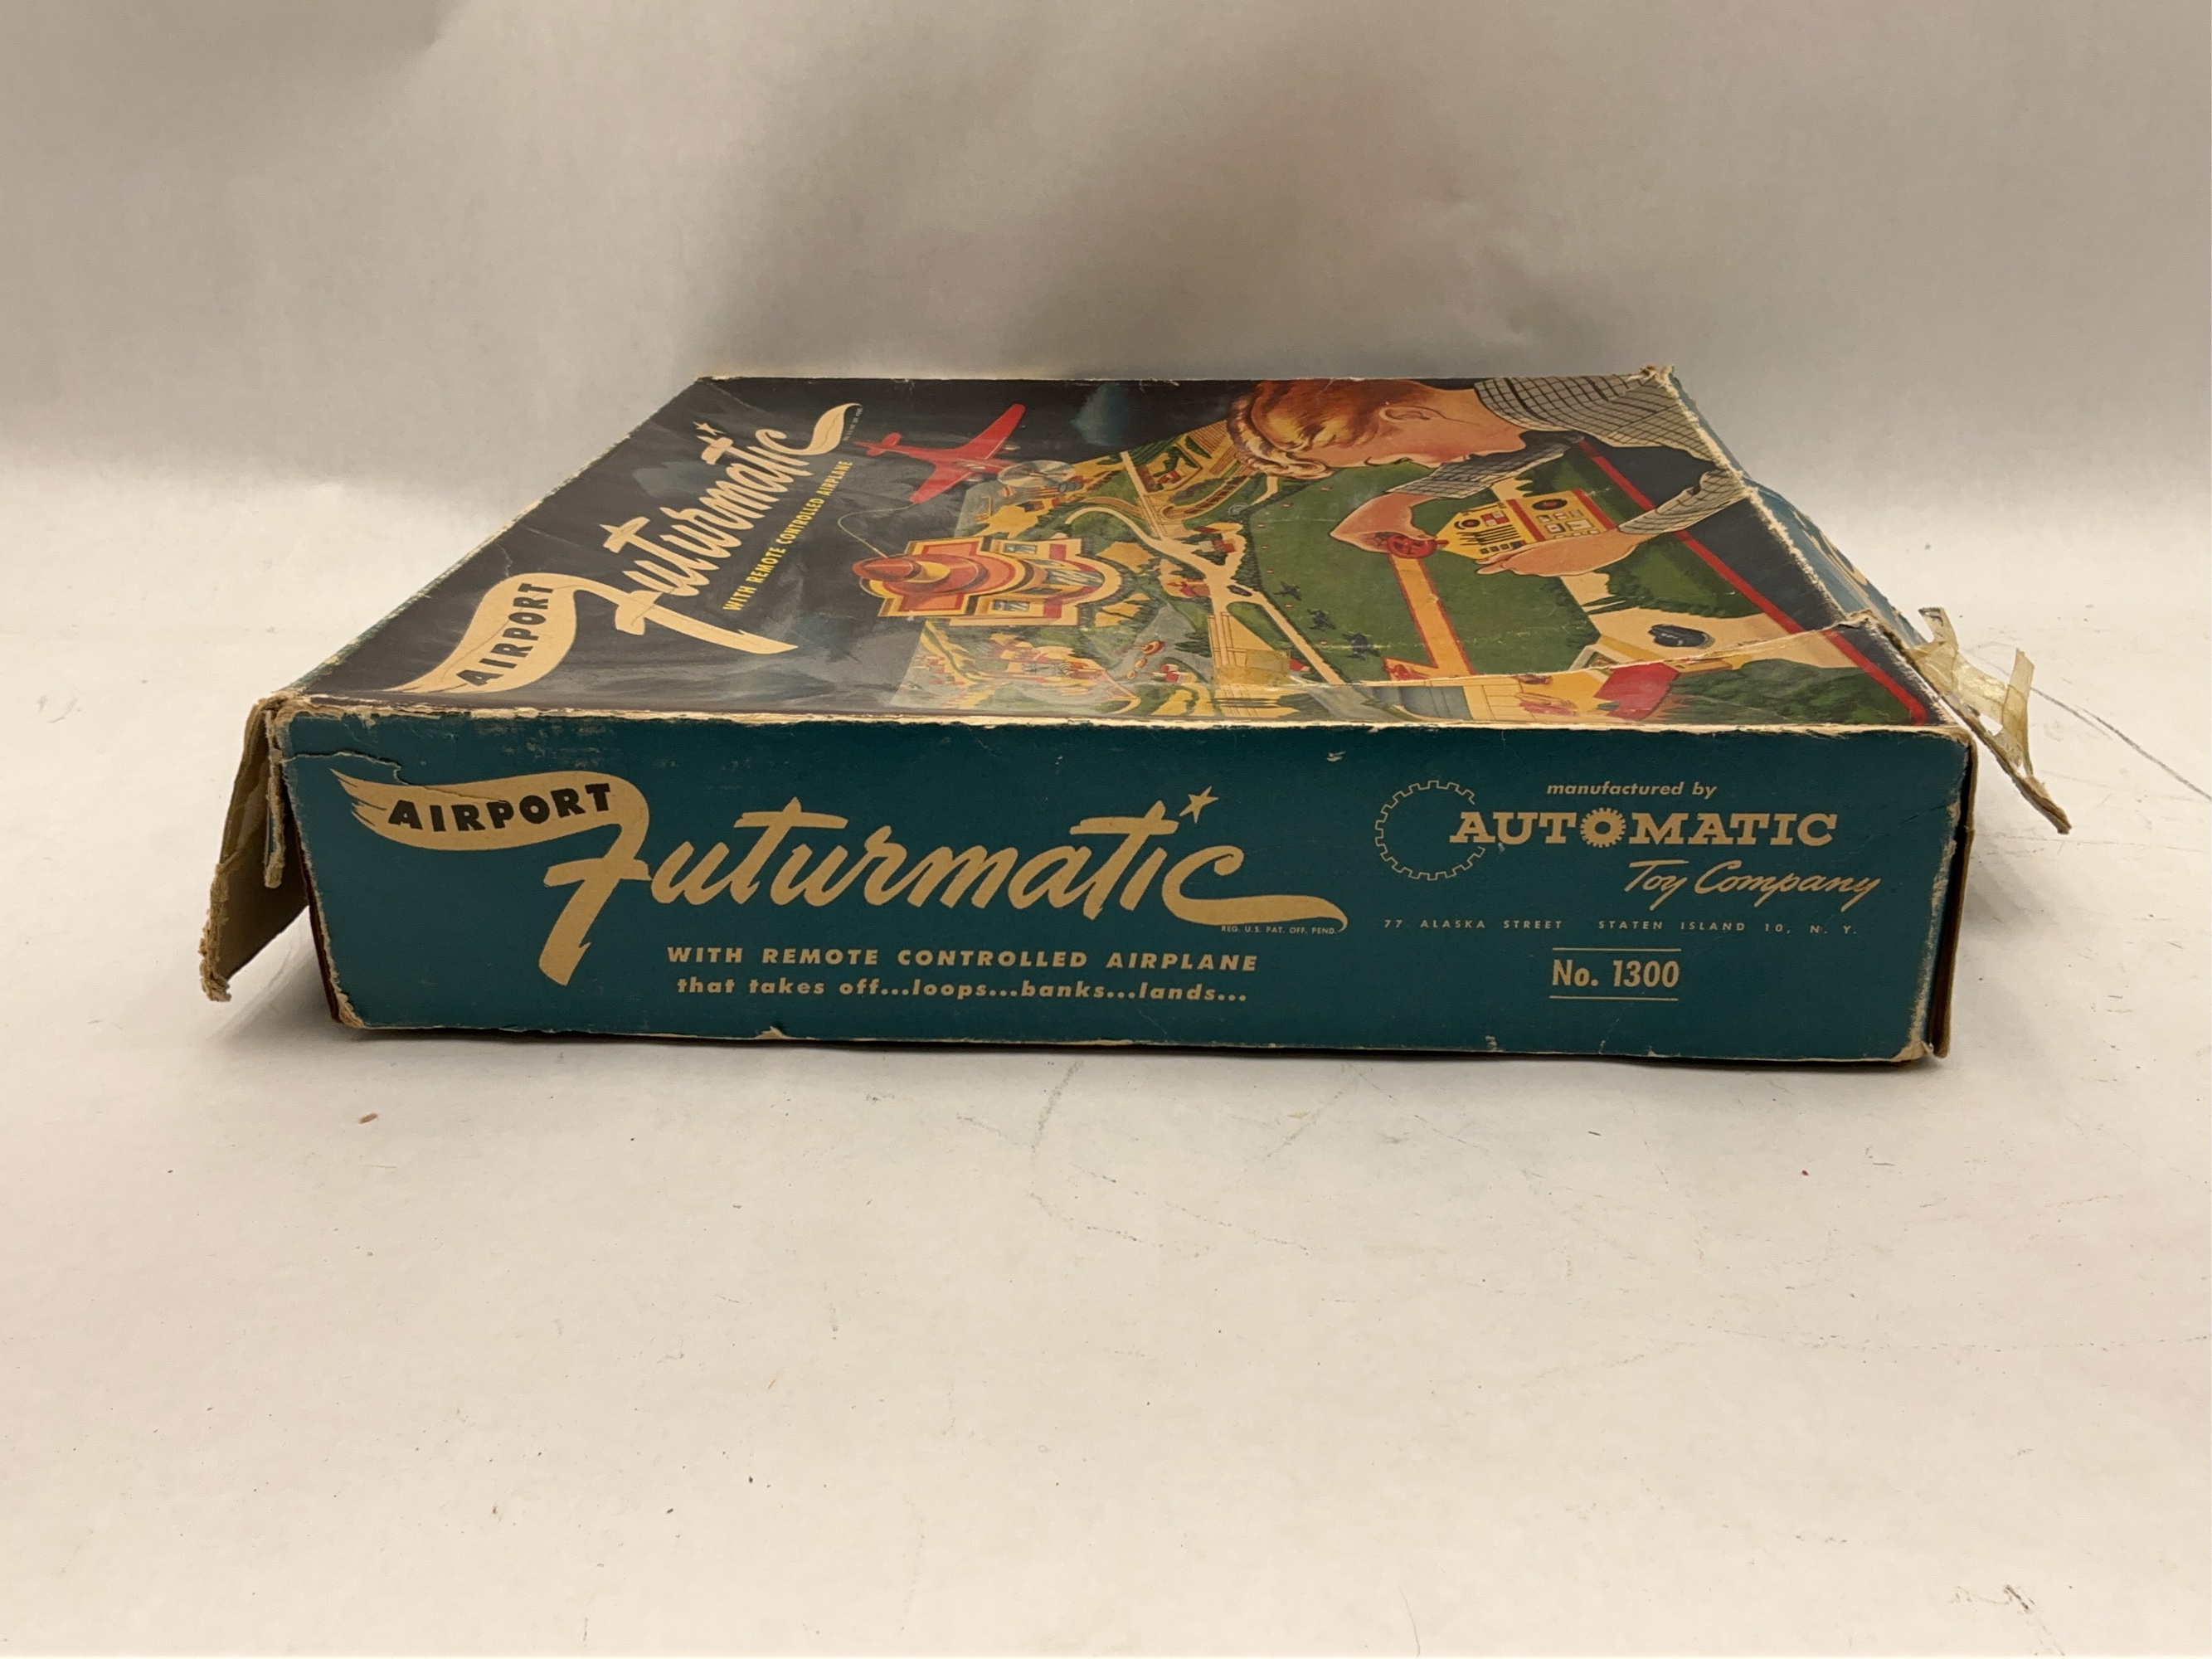 AIRPORT
Futurmatic
WITH REMOTE CONTROLLED AIRPLANE
AIRPORT
Futurmatic
REG. U.S. PAT. OFF. PEND.
WITH REMOTE CONTROLLED AIRPLANE
that takes off...loops...banks...lands...
manufactured by
AUTOMATIC
Toy Company
77 ALASKA STREET STATEN ISLAND 10, N. Y.
No. 1300